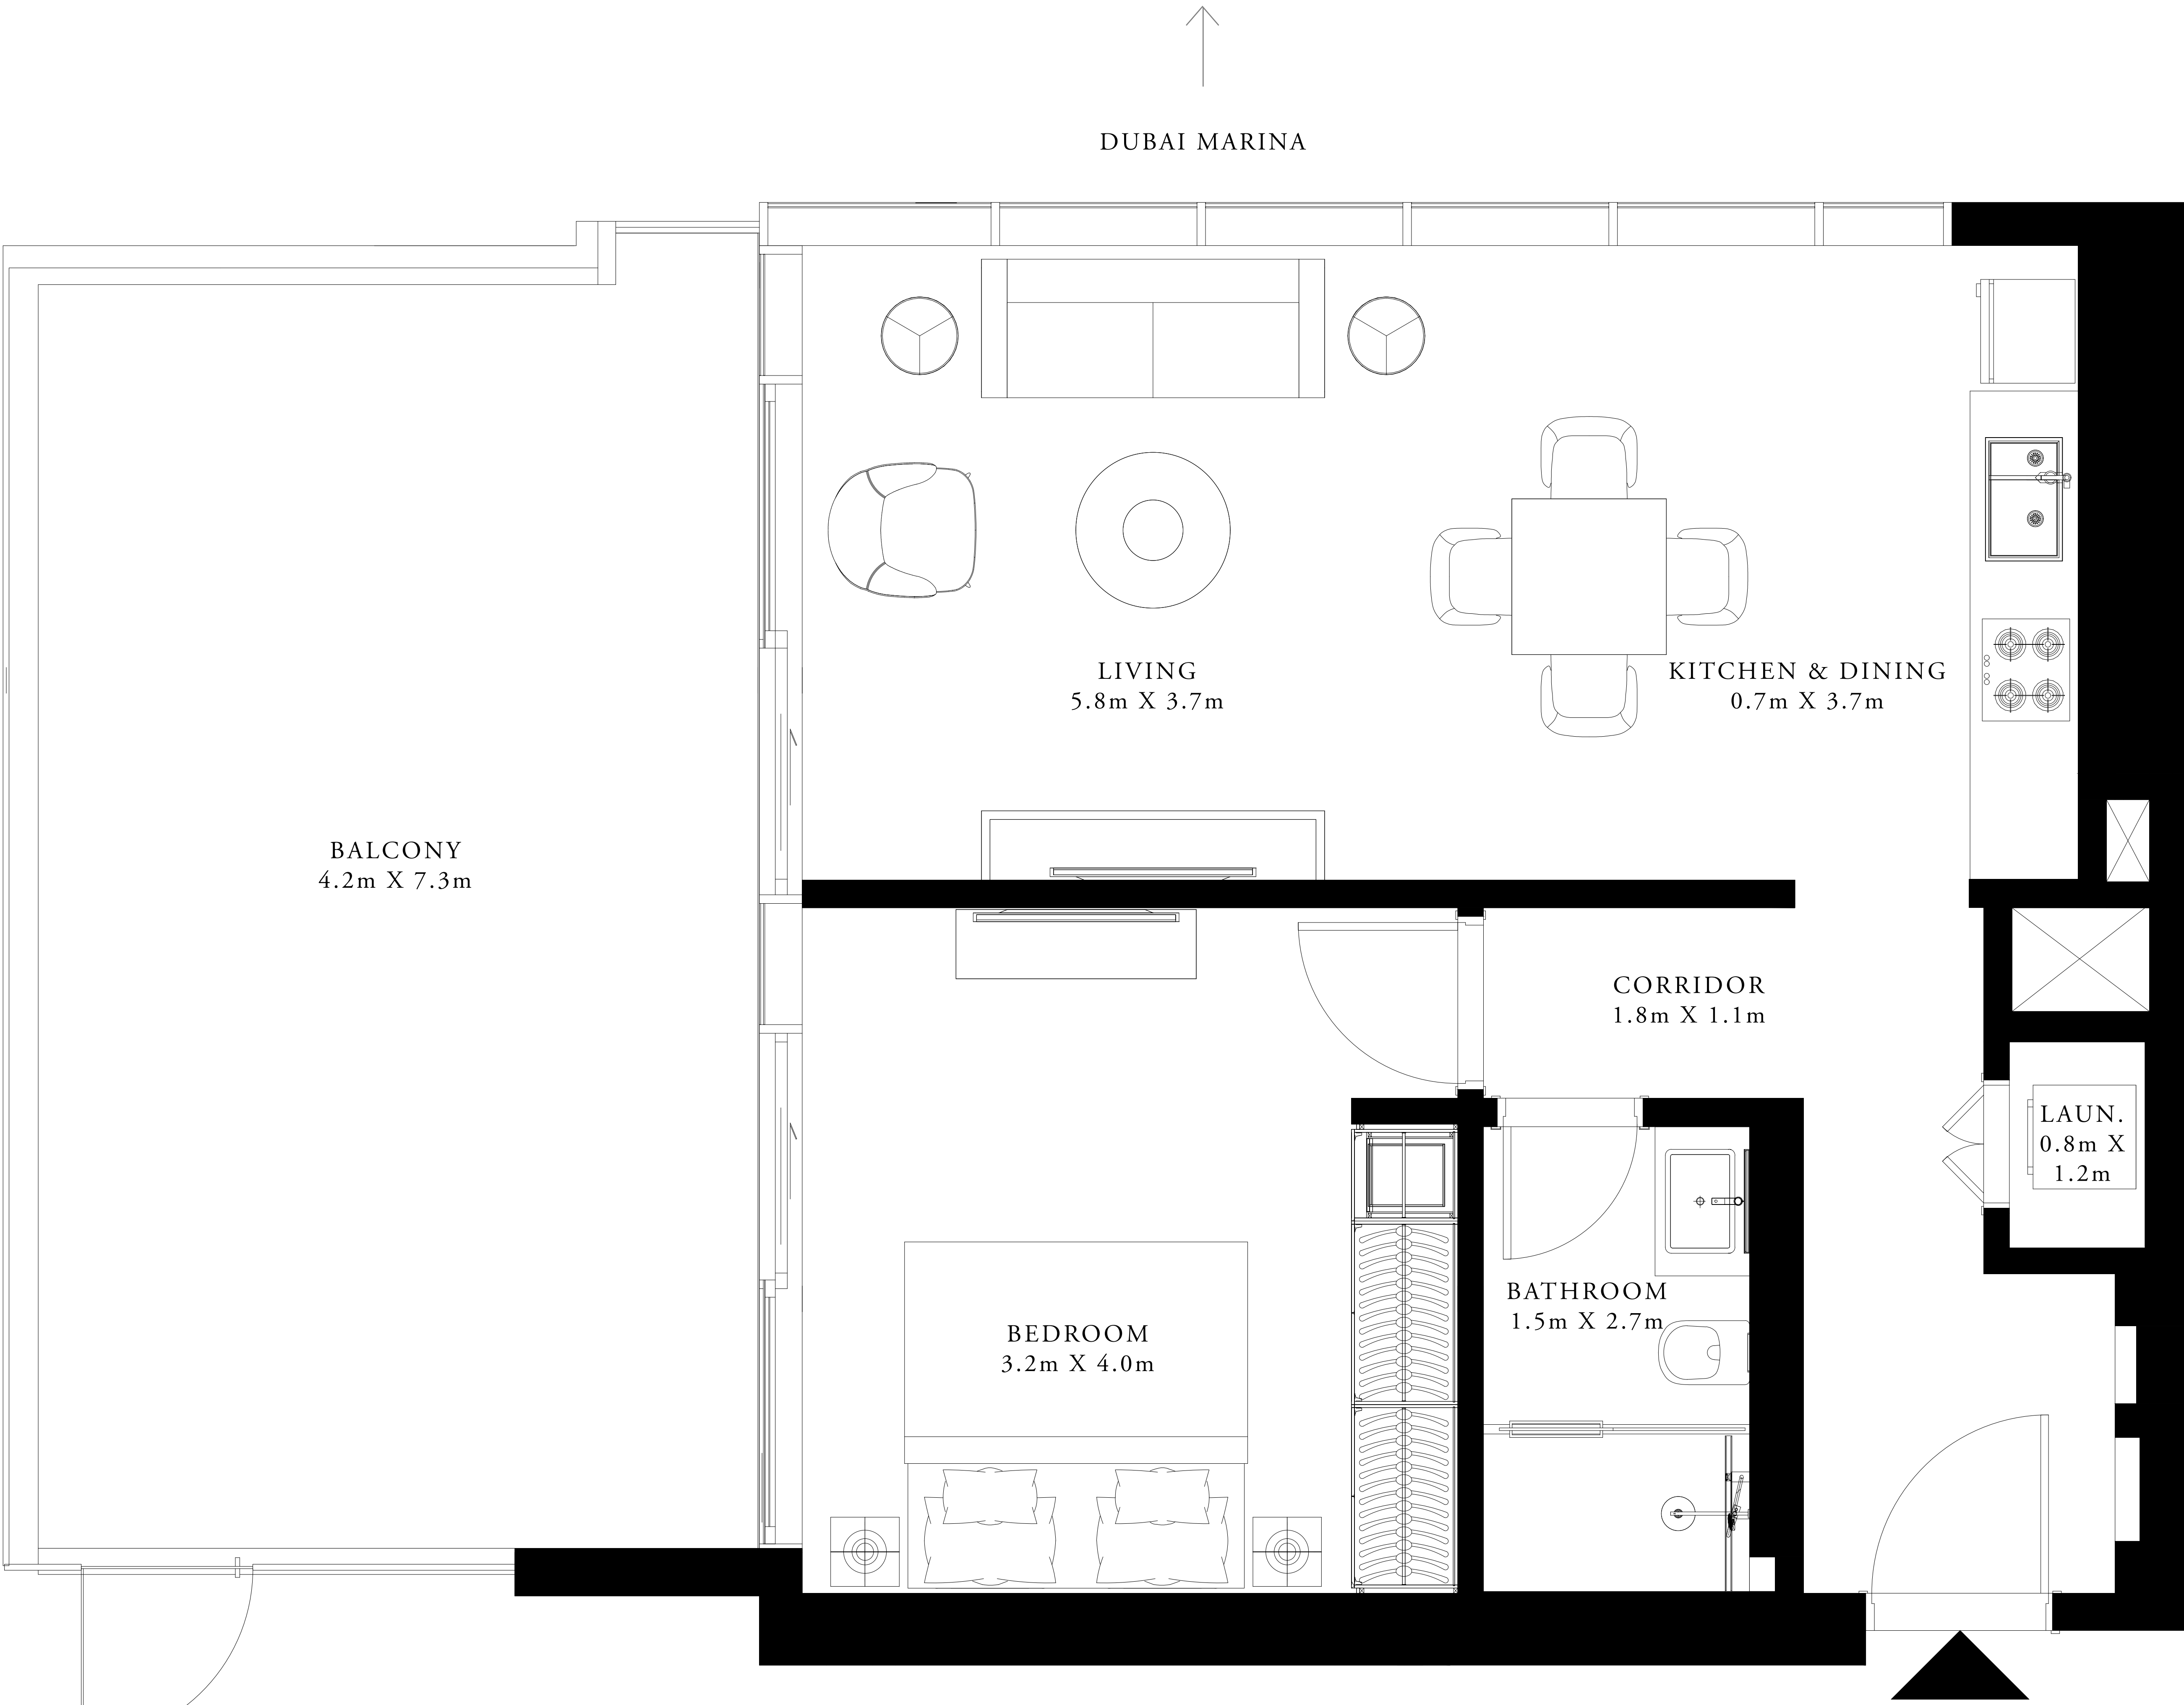 DUBAI MARINA
LIVING
5.8m X 3.7m
KITCHEN & DINING
0.7m X 3.7m
BALCONY
4.2m X 7.3m
CORRIDOR
1.8m X 1.1m
LAUN.
0.8m X
1.2m
BATHROOM
1.5m X 2.7m
BEDROOM
3.2m X 4.0m